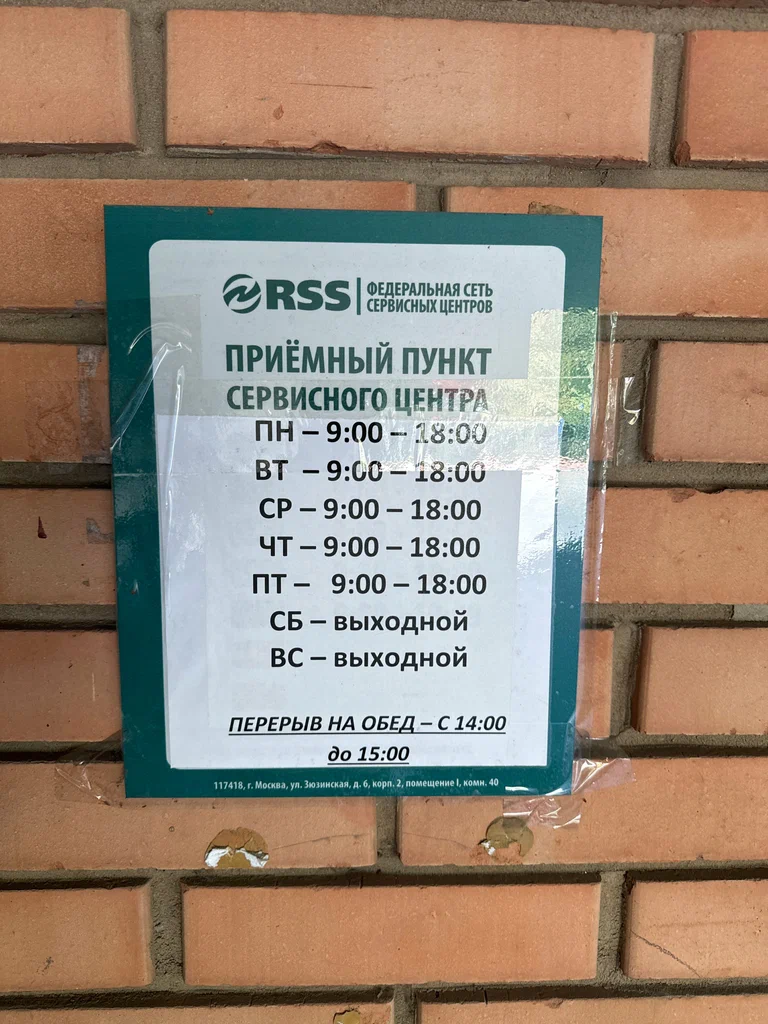 RSS
ФЕДЕРАЛЬНАЯ СЕТЬ
СЕРВИСНЫХ ЦЕНТРОВ
ПРИЁМНЫЙ ПУНКТ
СЕРВИСНОГО ЦЕНТРА
ПН – 9:00 – 18:00
ВТ – 9:00 – 18:00
СР – 9:00 – 18:00
ЧТ – 9:00 – 18:00
ПТ – 9:00 – 18:00
СБ – выходной
ВС – выходной
ПЕРЕРЫВ НА ОБЕД – С 14:00
до 15:00
117418, г. Москва, ул. Зюзинская, д. 6, корп. 2, помещение I, комн. 40